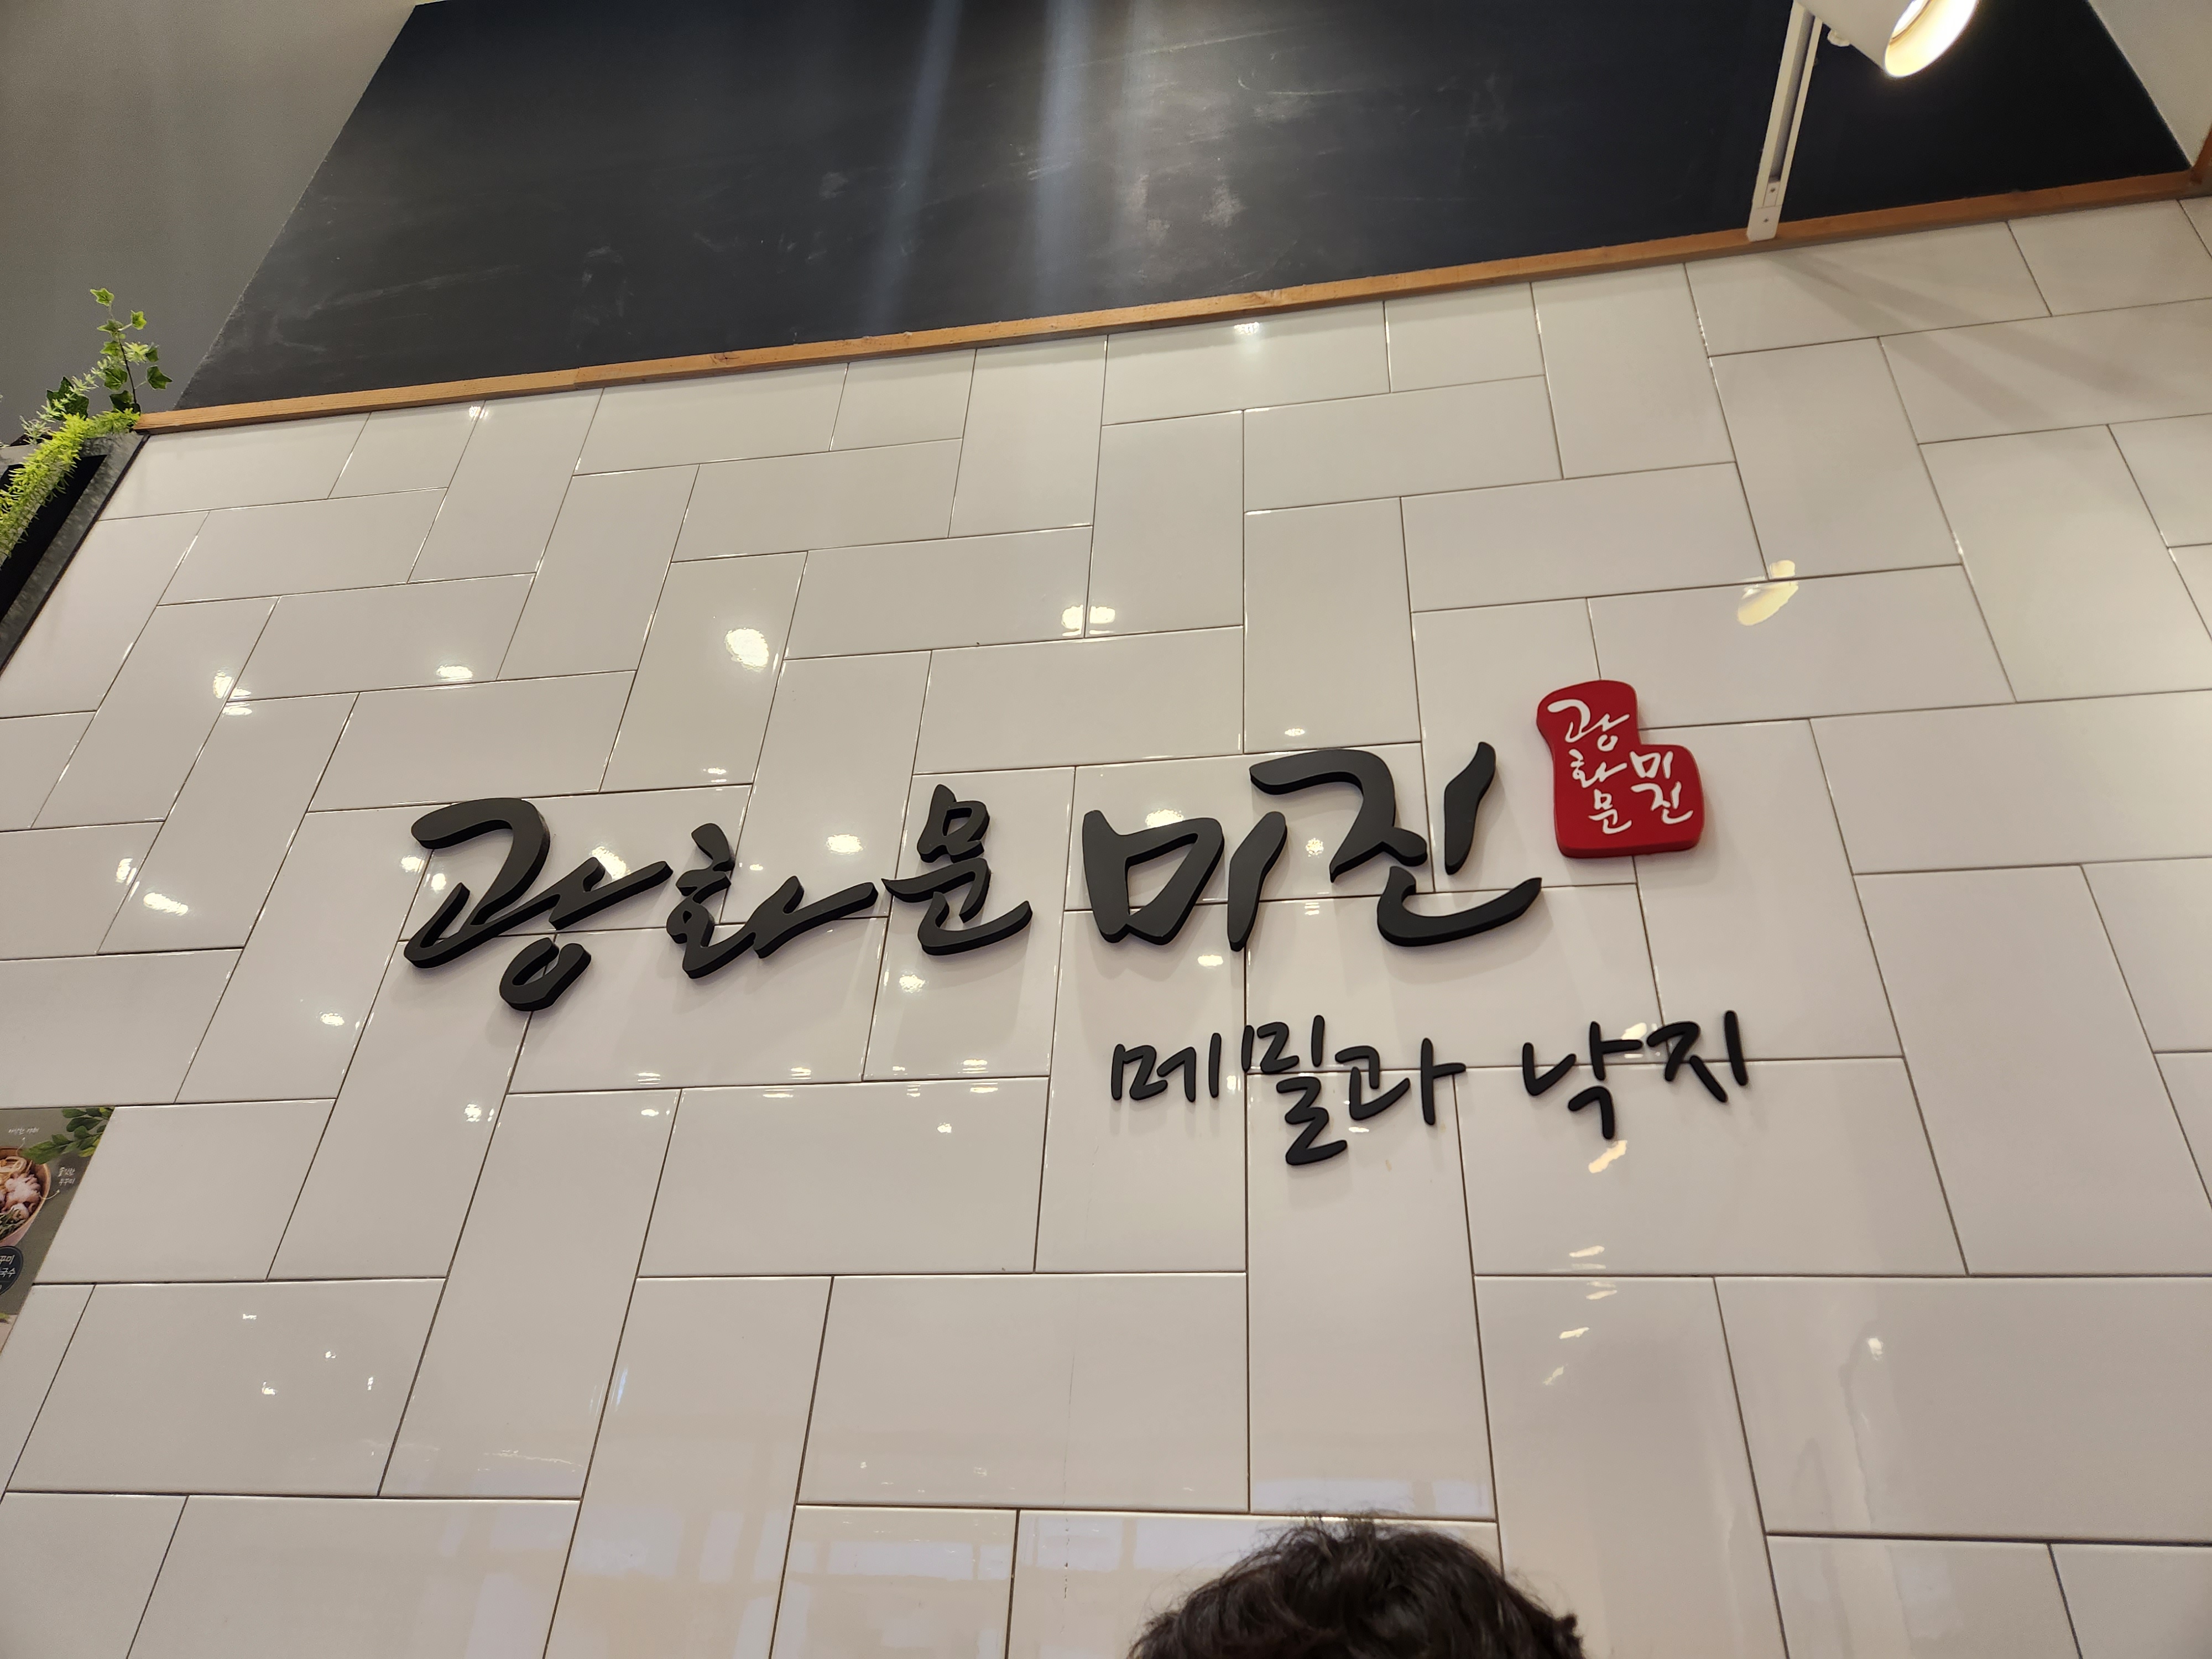 광화문 미진
광
화 미
문 진
메밀과 낙지